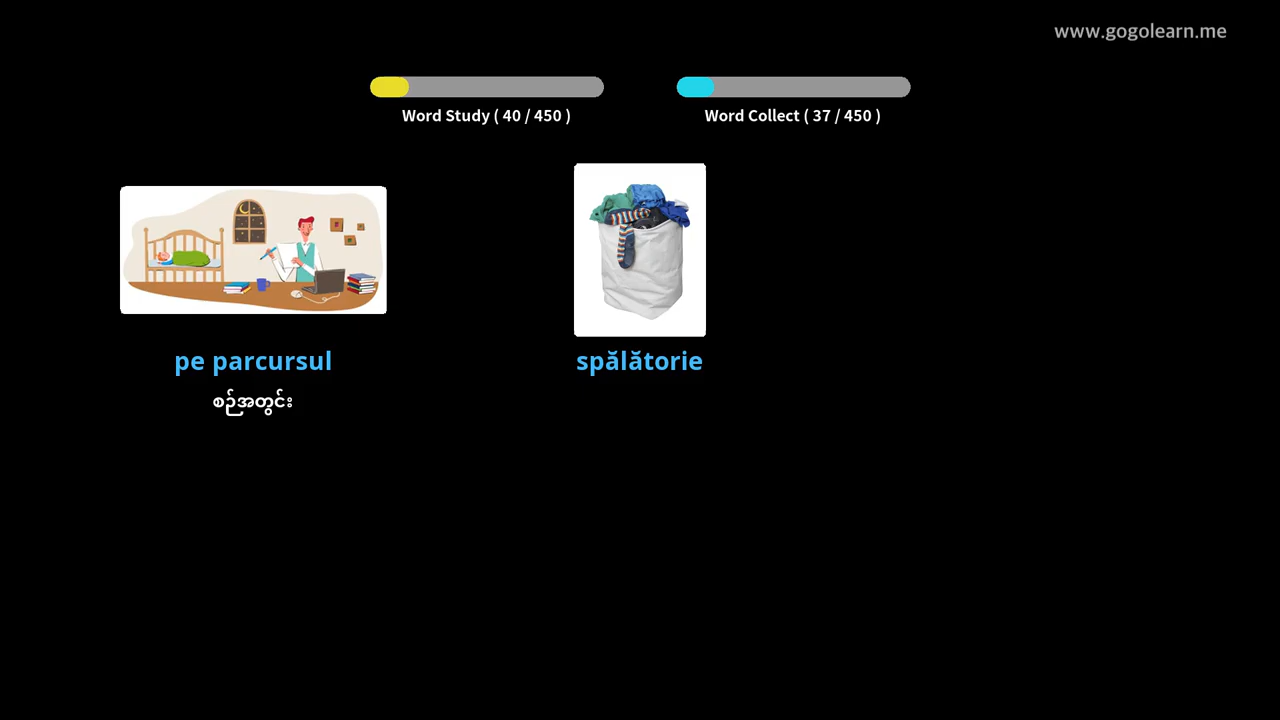 www.gogolearn.me
Word Study ( 40 / 450 )
Word Collect ( 37 / 450 )
pe parcursul
spălătorie
စဉ်အတွင်း